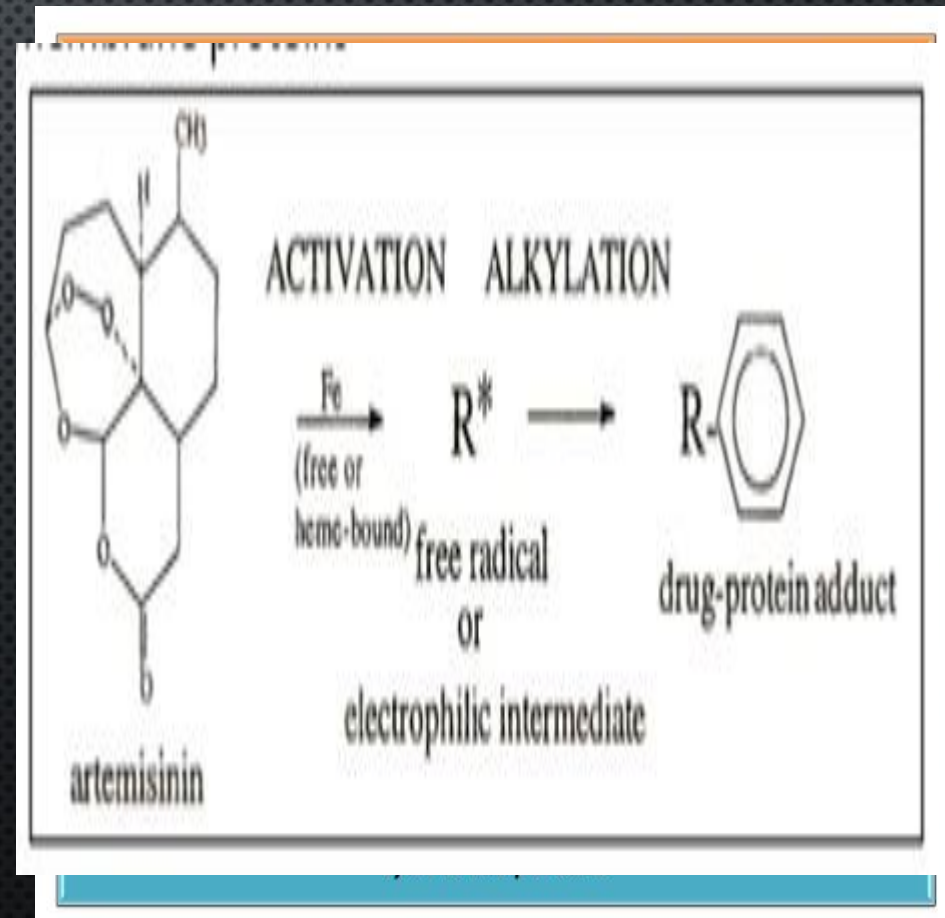 CH3
H
ACTIVATION ALKYLATION
O
O
Fe
R* R-
O
(free or
heme-bound)
free radical
O
drug-protein adduct
or
O
electrophilic intermediate
artemisinin